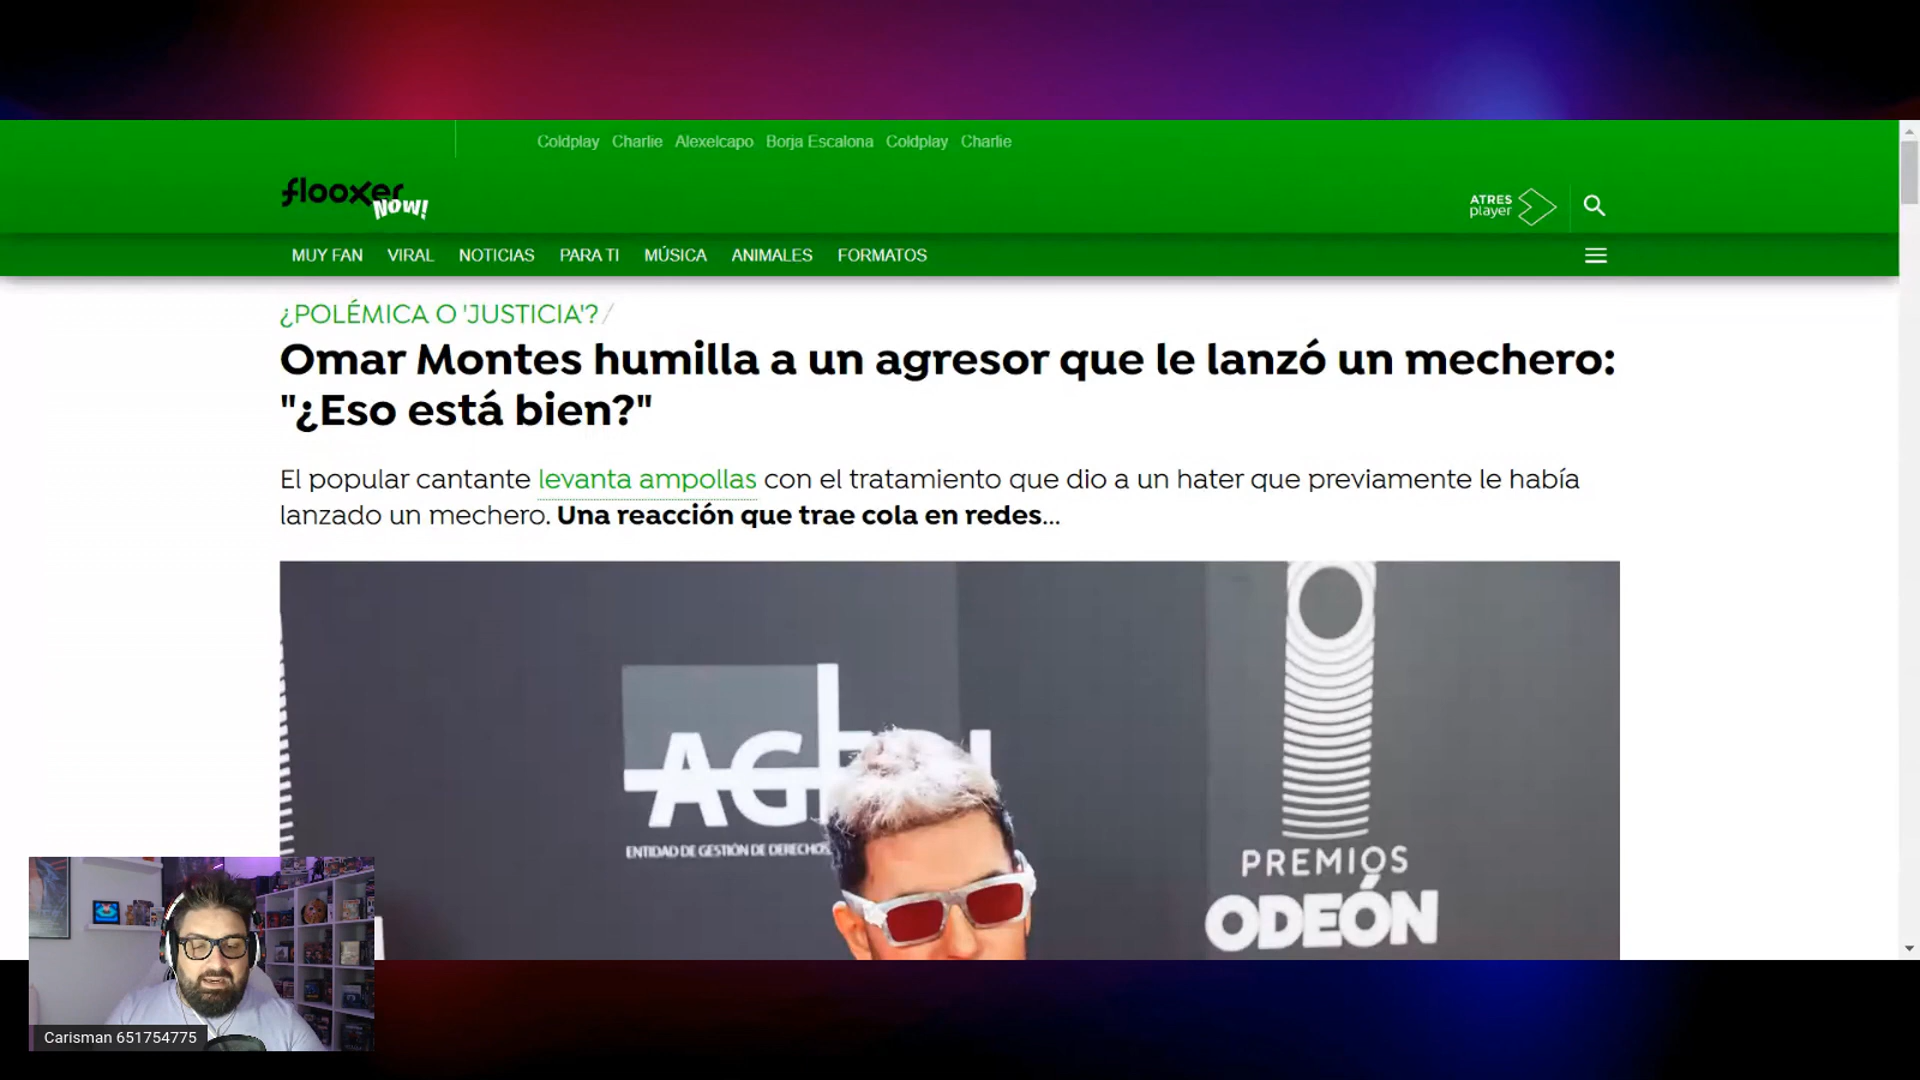 Coldplay Charlie Alexelcapo Borja Escalona Coldplay Charlie
flooxer
NOW!
ATRES
player
MUY FAN VIRAL NOTICIAS PARA TI MÚSICA ANIMALES FORMATOS
¿POLÉMICA O 'JUSTICIA'? /
Omar Montes humilla a un agresor que le lanzó un mechero:
"¿Eso está bien?"
El popular cantante levanta ampollas con el tratamiento que dio a un hater que previamente le había
lanzado un mechero. Una reacción que trae cola en redes...
ENTIDAD DE GESTIÓN DE DERECHOS
PREMIOS
ODEÓN
Carisman 651754775